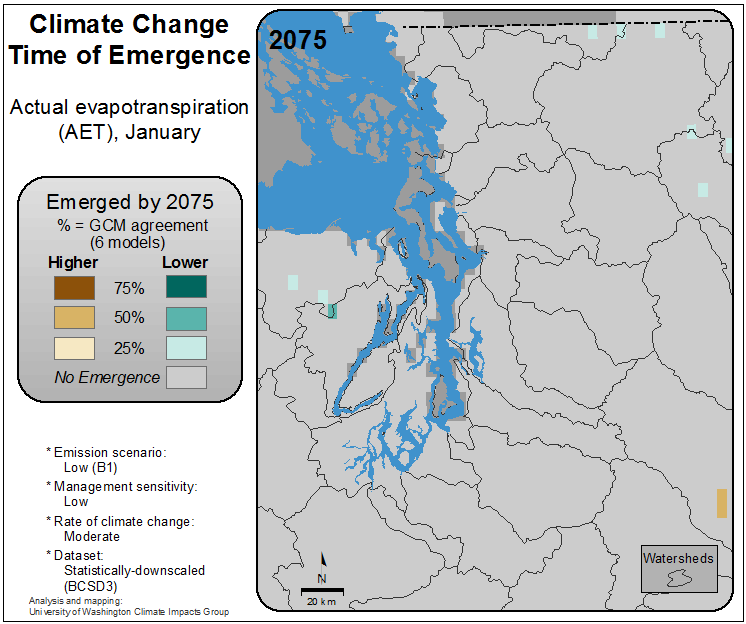 Climate Change
Time of Emergence
Actual evapotranspiration
(AET), January
Emerged by 2075
% = GCM agreement
(6 models)
Higher Lower
75%
50%
25%
No Emergence
* Emission scenario:
Low (B1)
* Management sensitivity:
Low
* Rate of climate change:
Moderate
* Dataset:
Statistically-downscaled
(BCSD3)
Analysis and mapping:
University of Washington Climate Impacts Group
2075
N
20 km
Watersheds